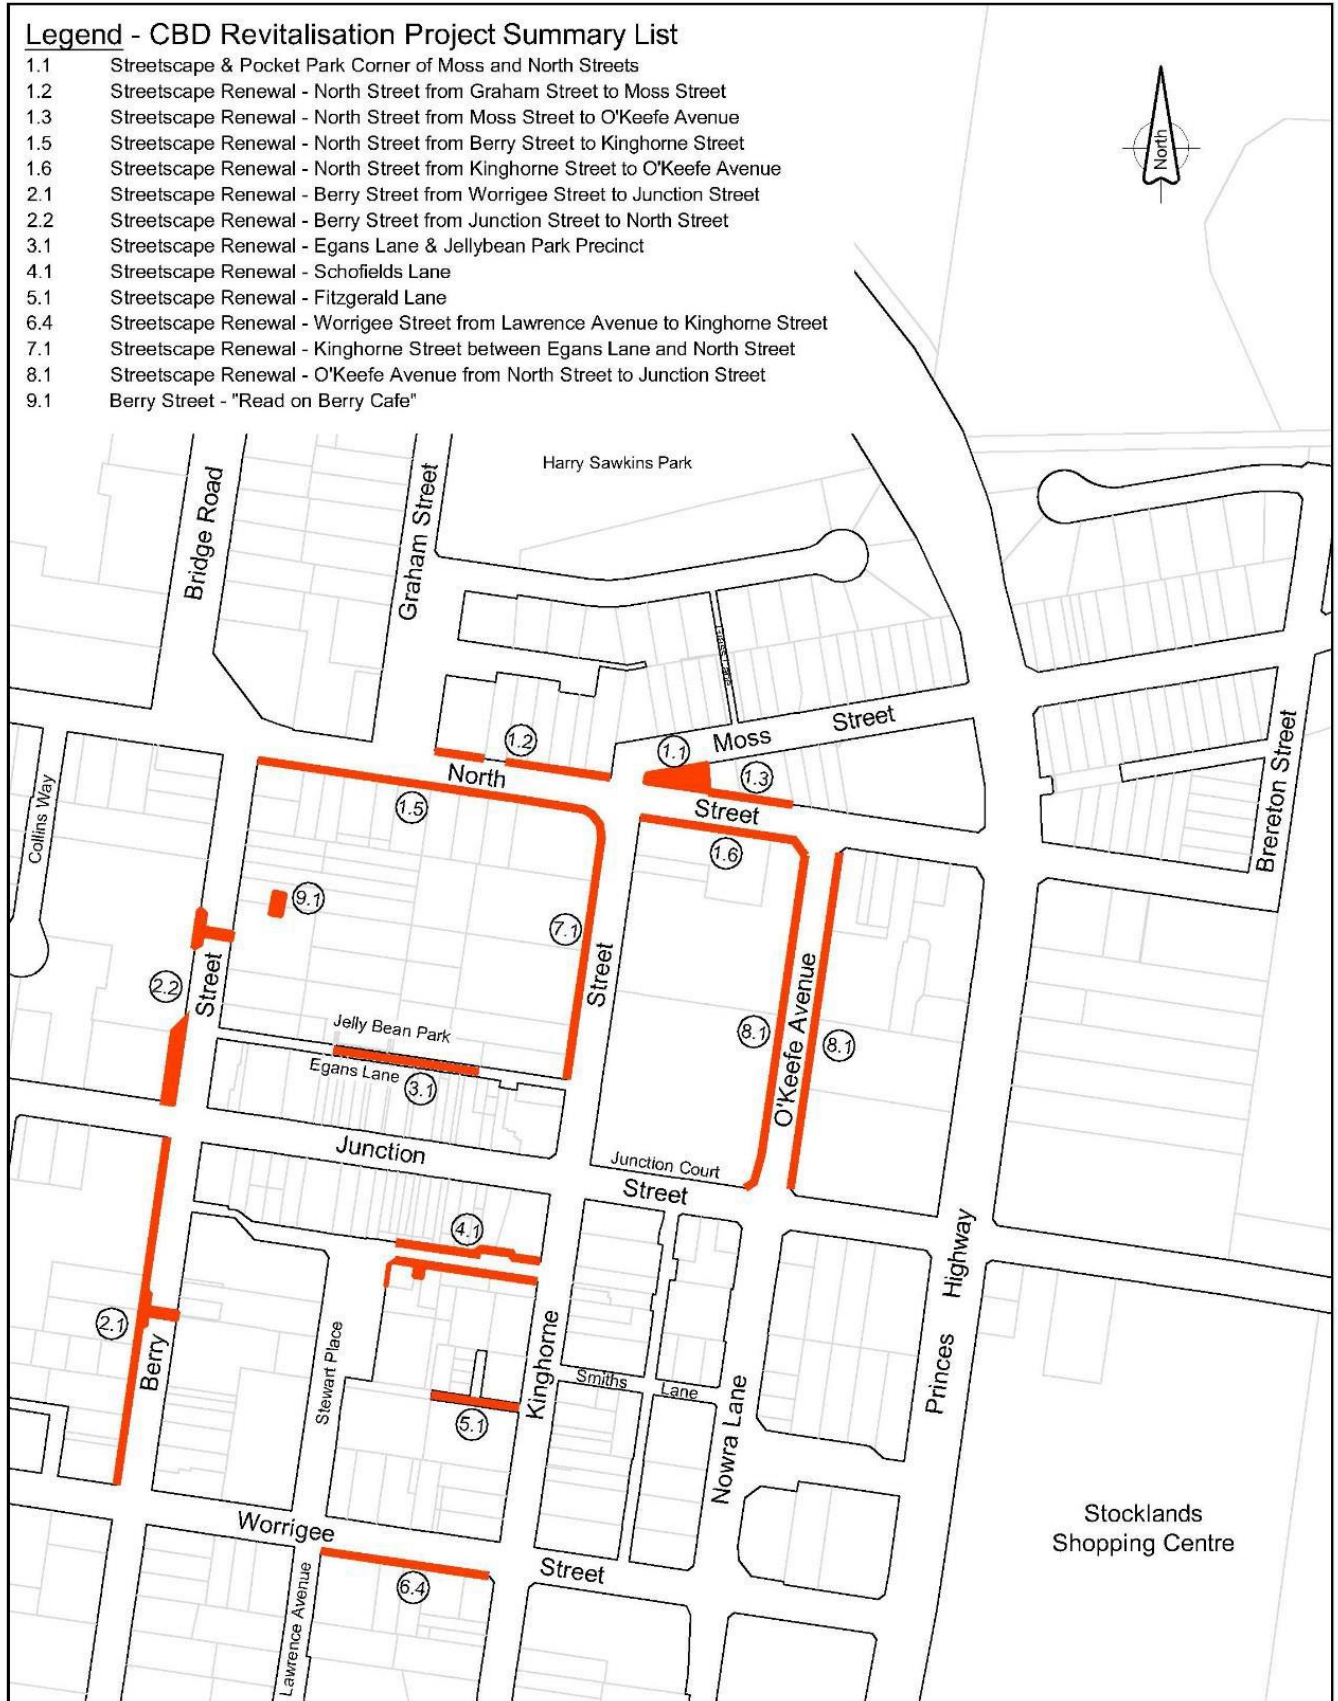 Legend - CBD Revitalisation Project Summary List
1.1 Streetscape & Pocket Park Corner of Moss and North Streets
1.2 Streetscape Renewal - North Street from Graham Street to Moss Street
1.3 Streetscape Renewal - North Street from Moss Street to O'Keefe Avenue
1.5 Streetscape Renewal - North Street from Berry Street to Kinghorne Street
1.6 Streetscape Renewal - North Street from Kinghorne Street to O'Keefe Avenue
2.1 Streetscape Renewal - Berry Street from Worrigee Street to Junction Street
2.2 Streetscape Renewal - Berry Street from Junction Street to North Street
3.1 Streetscape Renewal - Egans Lane & Jellybean Park Precinct
4.1 Streetscape Renewal - Schofields Lane
5.1 Streetscape Renewal - Fitzgerald Lane
6.4 Streetscape Renewal - Worrigee Street from Lawrence Avenue to Kinghorne Street
7.1 Streetscape Renewal - Kinghorne Street between Egans Lane and North Street
8.1 Streetscape Renewal - O'Keefe Avenue from North Street to Junction Street
9.1 Berry Street - "Read on Berry Cafe"
North
Harry Sawkins Park
Bridge Road
Graham Street
Moss Street
1.2
1.1
1.3
North Street
1.5
1.6
Collins Way
Brereton Street
9.1
7.1
Street
2.2
Street
Jelly Bean Park
Egans Lane
3.1
8.1
O'Keefe Avenue
8.1
Junction Street
Junction Court
4.1
Princes Highway
2.1
Berry
Stewart Place
Kinghorne
Smiths Lane
5.1
Nowra Lane
Worrigee Street
6.4
Lawrence Avenue
Stocklands
Shopping Centre